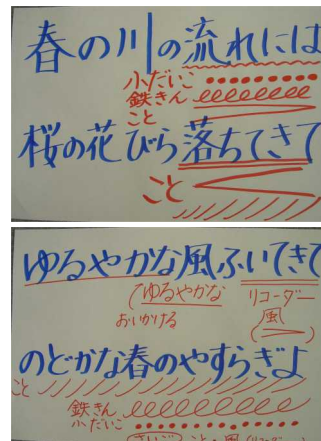 春の川の流れには
小だいこ
鉄きん
こと
桜の花びら落ちてきて
こと
ゆるやかな風ふいてきて
(ゆるやかな
おいかける
リコーダー
風
のどかな春のやすらぎよ
こと
鉄きん
小だいこ